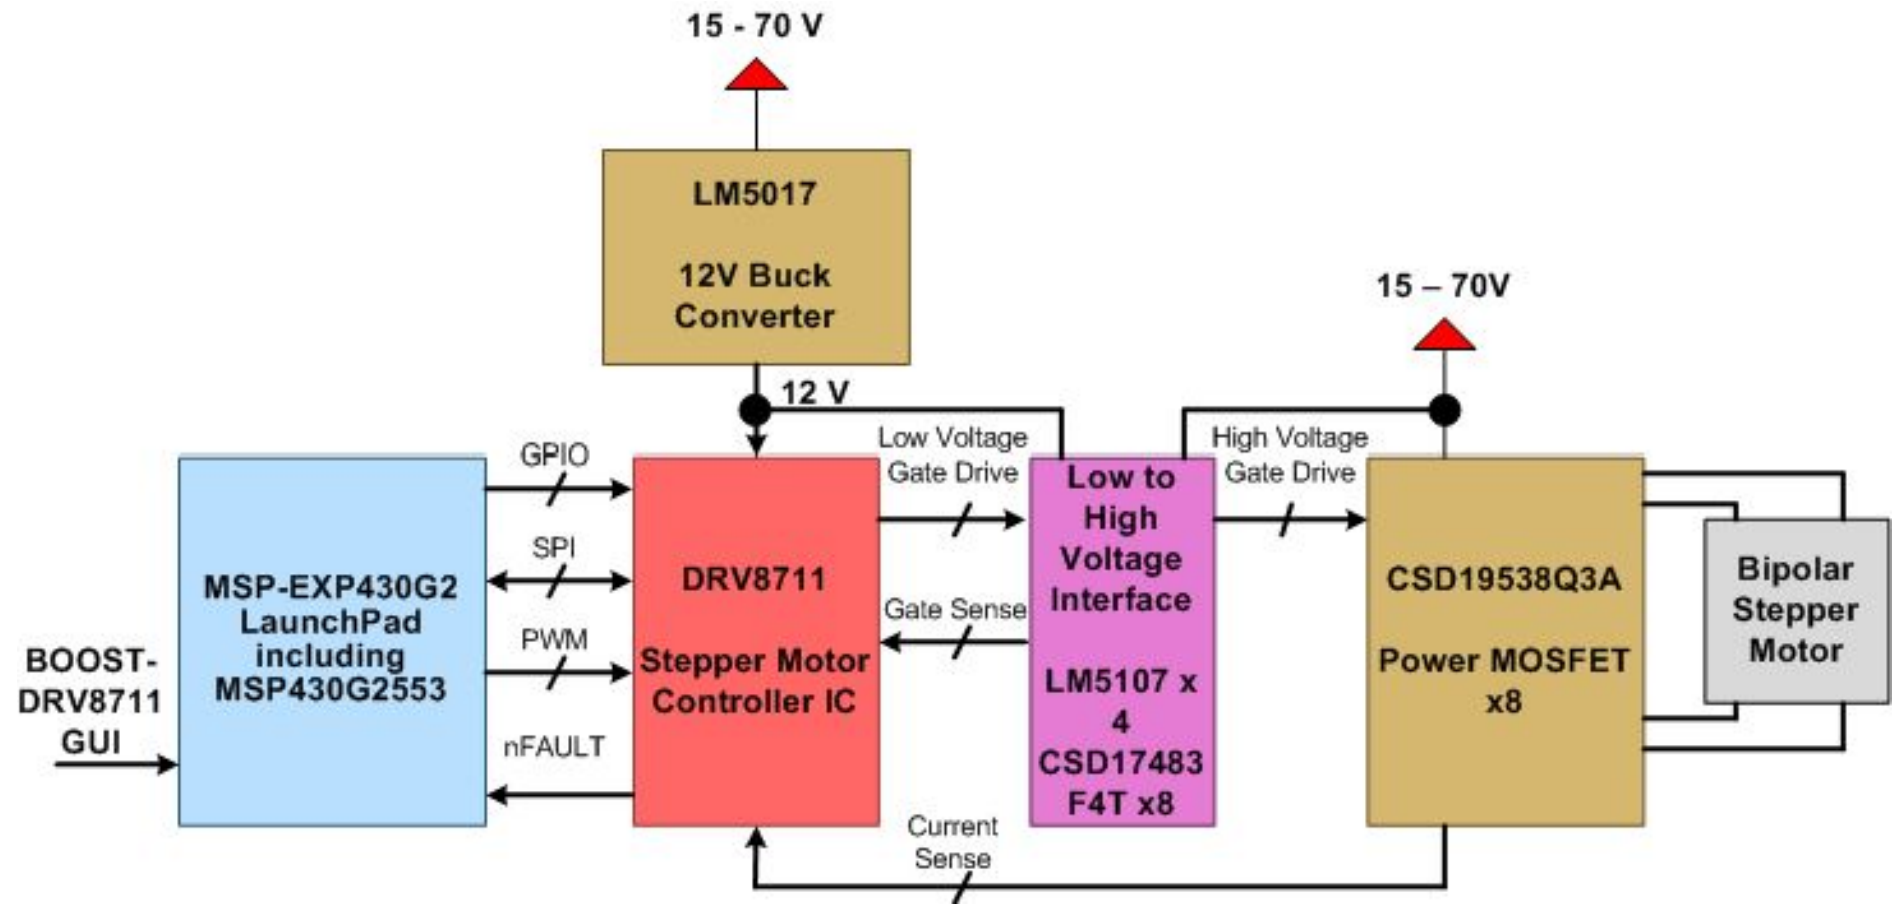 15 - 70 V
LM5017
12V Buck
Converter
15 – 70V
12 V
GPIO
SPI
PWM
nFAULT
Low Voltage
Gate Drive
High Voltage
Gate Drive
Gate Sense
BOOST-
DRV8711
GUI
MSP-EXP430G2
LaunchPad
including
MSP430G2553
DRV8711
Stepper Motor
Controller IC
Low to
High
Voltage
Interface
LM5107 x
4
CSD17483
F4T x8
CSD19538Q3A
Power MOSFET
x8
Bipolar
Stepper
Motor
Current
Sense